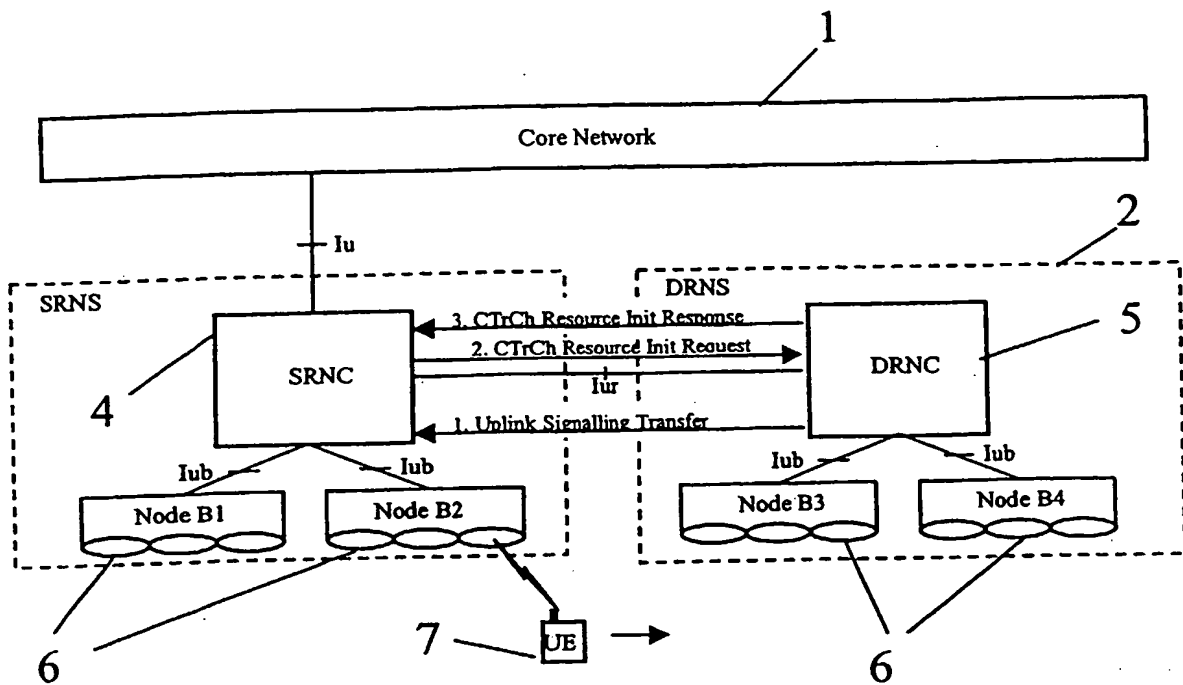 1
Core Network
Iu
2
SRNS
DRNS
3. CTrCh Resource Init Response
2. CTrCh Resource Init Request
Iur
1. Uplink Signalling Transfer
SRNC
DRNC
4
5
Iub
Iub
Iub
Iub
Node B1
Node B2
Node B3
Node B4
6
7
UE
6